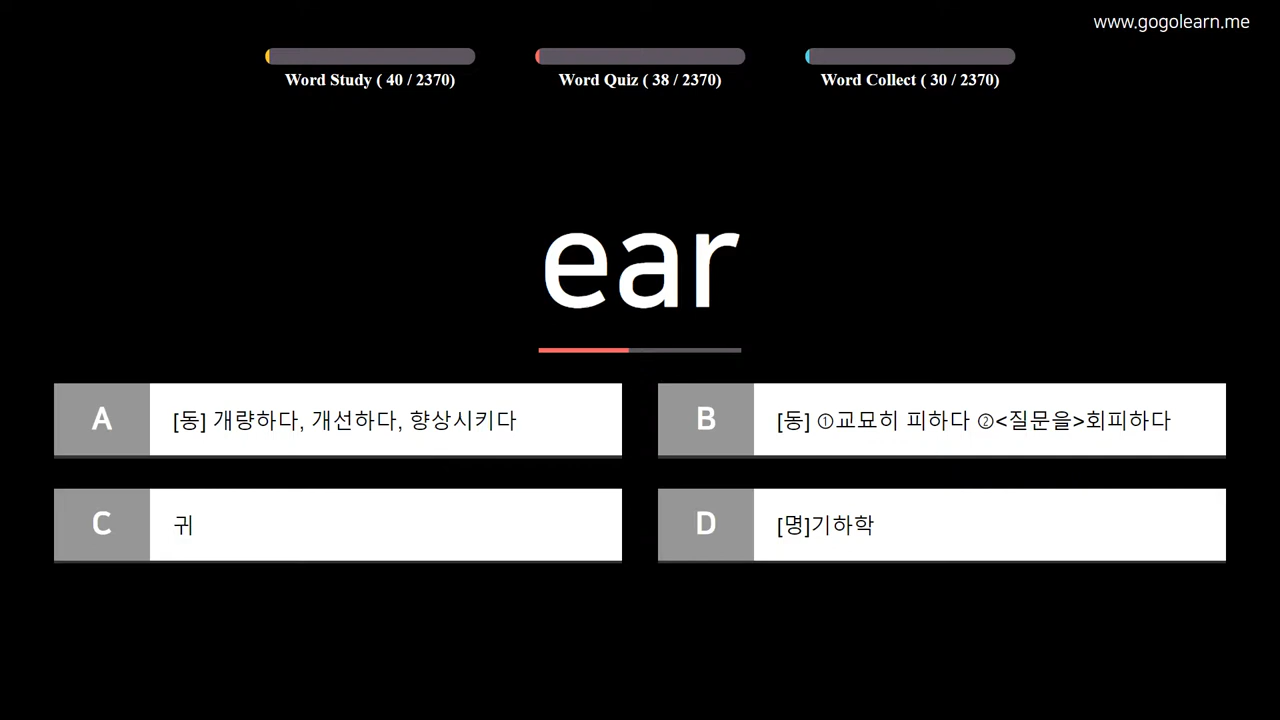 www.gogolearn.me
Word Study ( 40 / 2370)
Word Quiz ( 38 / 2370)
Word Collect ( 30 / 2370)
ear
A
[동] 개량하다, 개선하다, 향상시키다
B
[동] ①교묘히 피하다 ②<질문을>회피하다
C
귀
D
[명]기하학